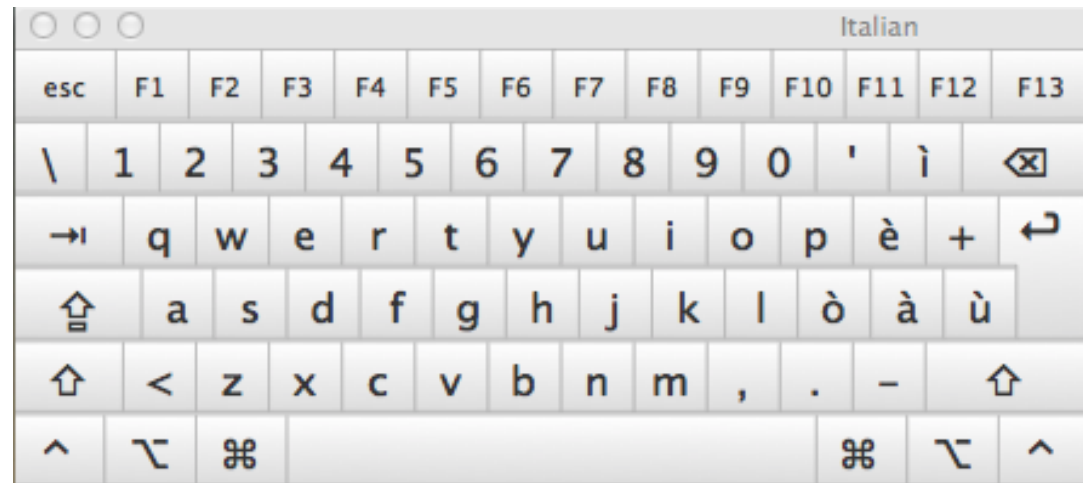 Italian
esc F1 F2 F3 F4 F5 F6 F7 F8 F9 F10 F11 F12 F13
\ 1 2 3 4 5 6 7 8 9 0 ' ì ⌫
⇥ q w e r t y u i o p è + ↩
⇪ a s d f g h j k l ò à ù
⇧ < z x c v b n m , . - ⇧
^ ⌥ ⌘ ⌘ ⌥ ^